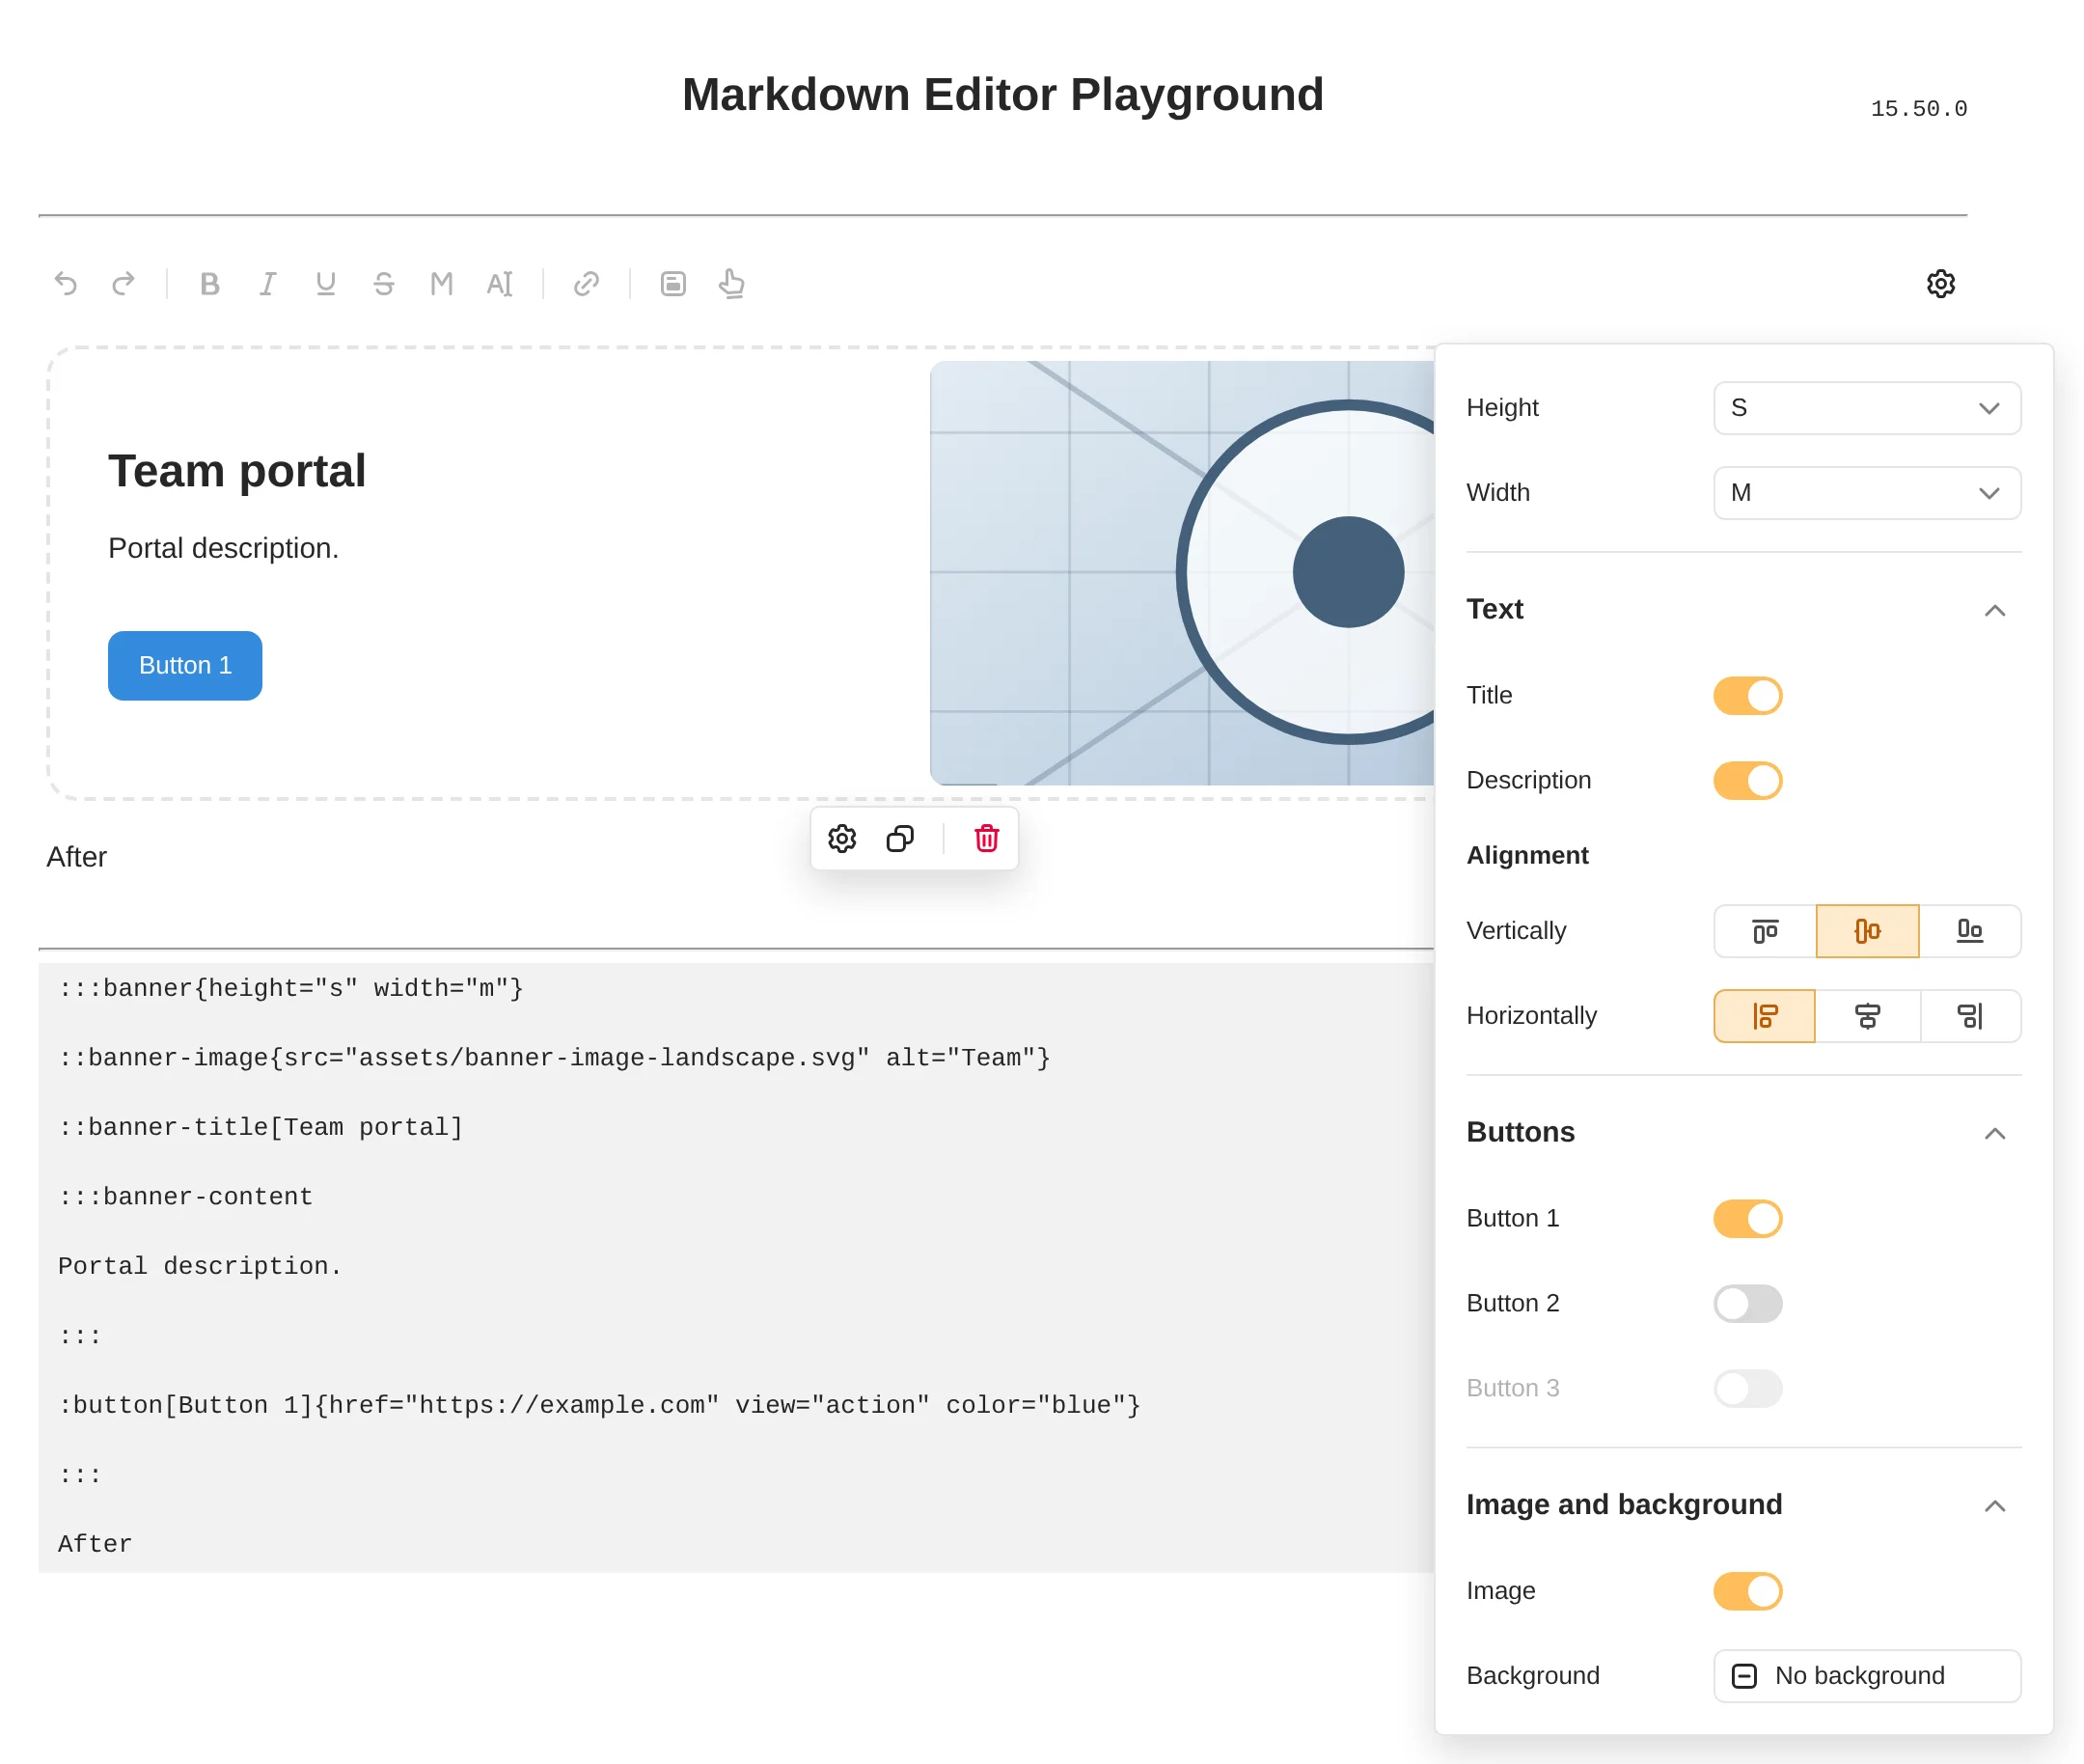 Markdown Editor Playground
15.50.0
Team portal
Portal description.
Button 1
After
:::banner{height="s" width="m"}
::banner-image{src="assets/banner-image-landscape.svg" alt="Team"}
::banner-title[Team portal]
:::banner-content
Portal description.
:::
:button[Button 1]{href="https://example.com" view="action" color="blue"}
:::
After
Height
S
Width
M
Text
Title
Description
Alignment
Vertically
Horizontally
Buttons
Button 1
Button 2
Button 3
Image and background
Image
Background
No background